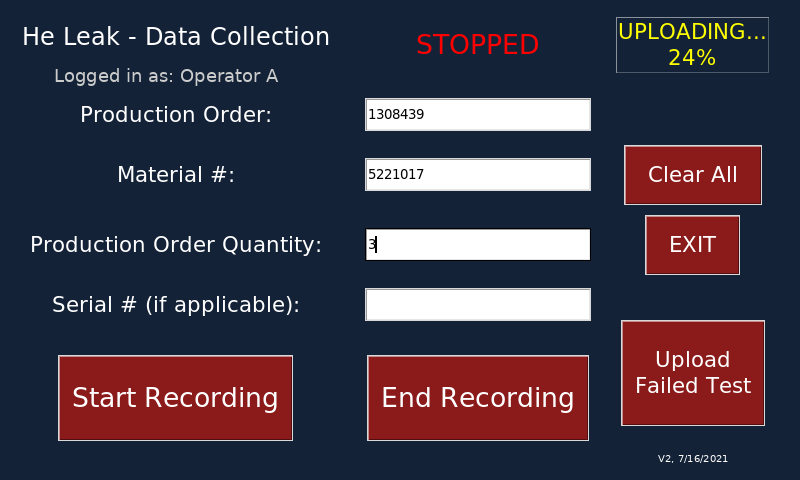 He Leak - Data Collection
STOPPED
UPLOADING...
24%
Logged in as: Operator A
Production Order:
1308439
Material #:
5221017
Clear All
Production Order Quantity:
3
EXIT
Serial # (if applicable):
Start Recording
End Recording
Upload
Failed Test
V2, 7/16/2021